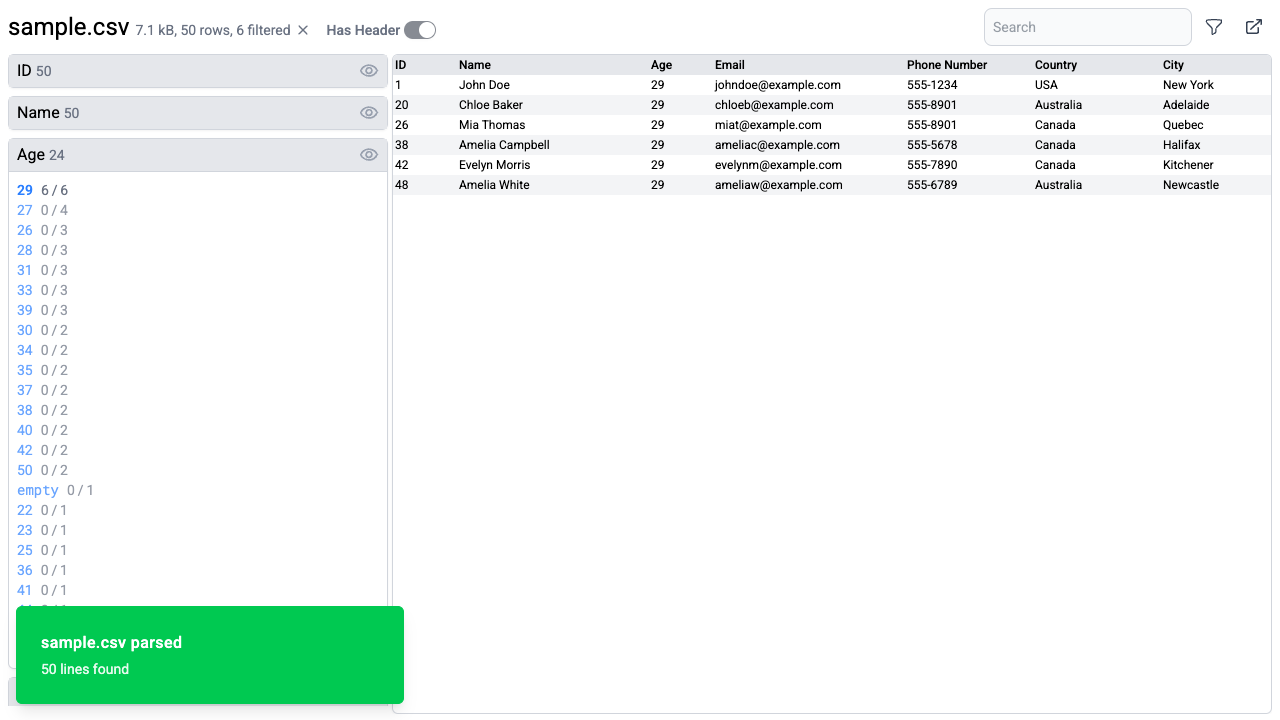 sample.csv 7.1 kB, 50 rows, 6 filtered × Has Header
Search
ID 50
Name 50
Age 24
29 6 / 6
27 0 / 4
26 0 / 3
28 0 / 3
31 0 / 3
33 0 / 3
39 0 / 3
30 0 / 2
34 0 / 2
35 0 / 2
37 0 / 2
38 0 / 2
40 0 / 2
42 0 / 2
50 0 / 2
empty 0 / 1
22 0 / 1
23 0 / 1
25 0 / 1
36 0 / 1
41 0 / 1
sample.csv parsed
50 lines found
ID Name Age Email Phone Number Country City
1 John Doe 29 johndoe@example.com 555-1234 USA New York
20 Chloe Baker 29 chloeb@example.com 555-8901 Australia Adelaide
26 Mia Thomas 29 miat@example.com 555-8901 Canada Quebec
38 Amelia Campbell 29 ameliac@example.com 555-5678 Canada Halifax
42 Evelyn Morris 29 evelynm@example.com 555-7890 Canada Kitchener
48 Amelia White 29 ameliaw@example.com 555-6789 Australia Newcastle